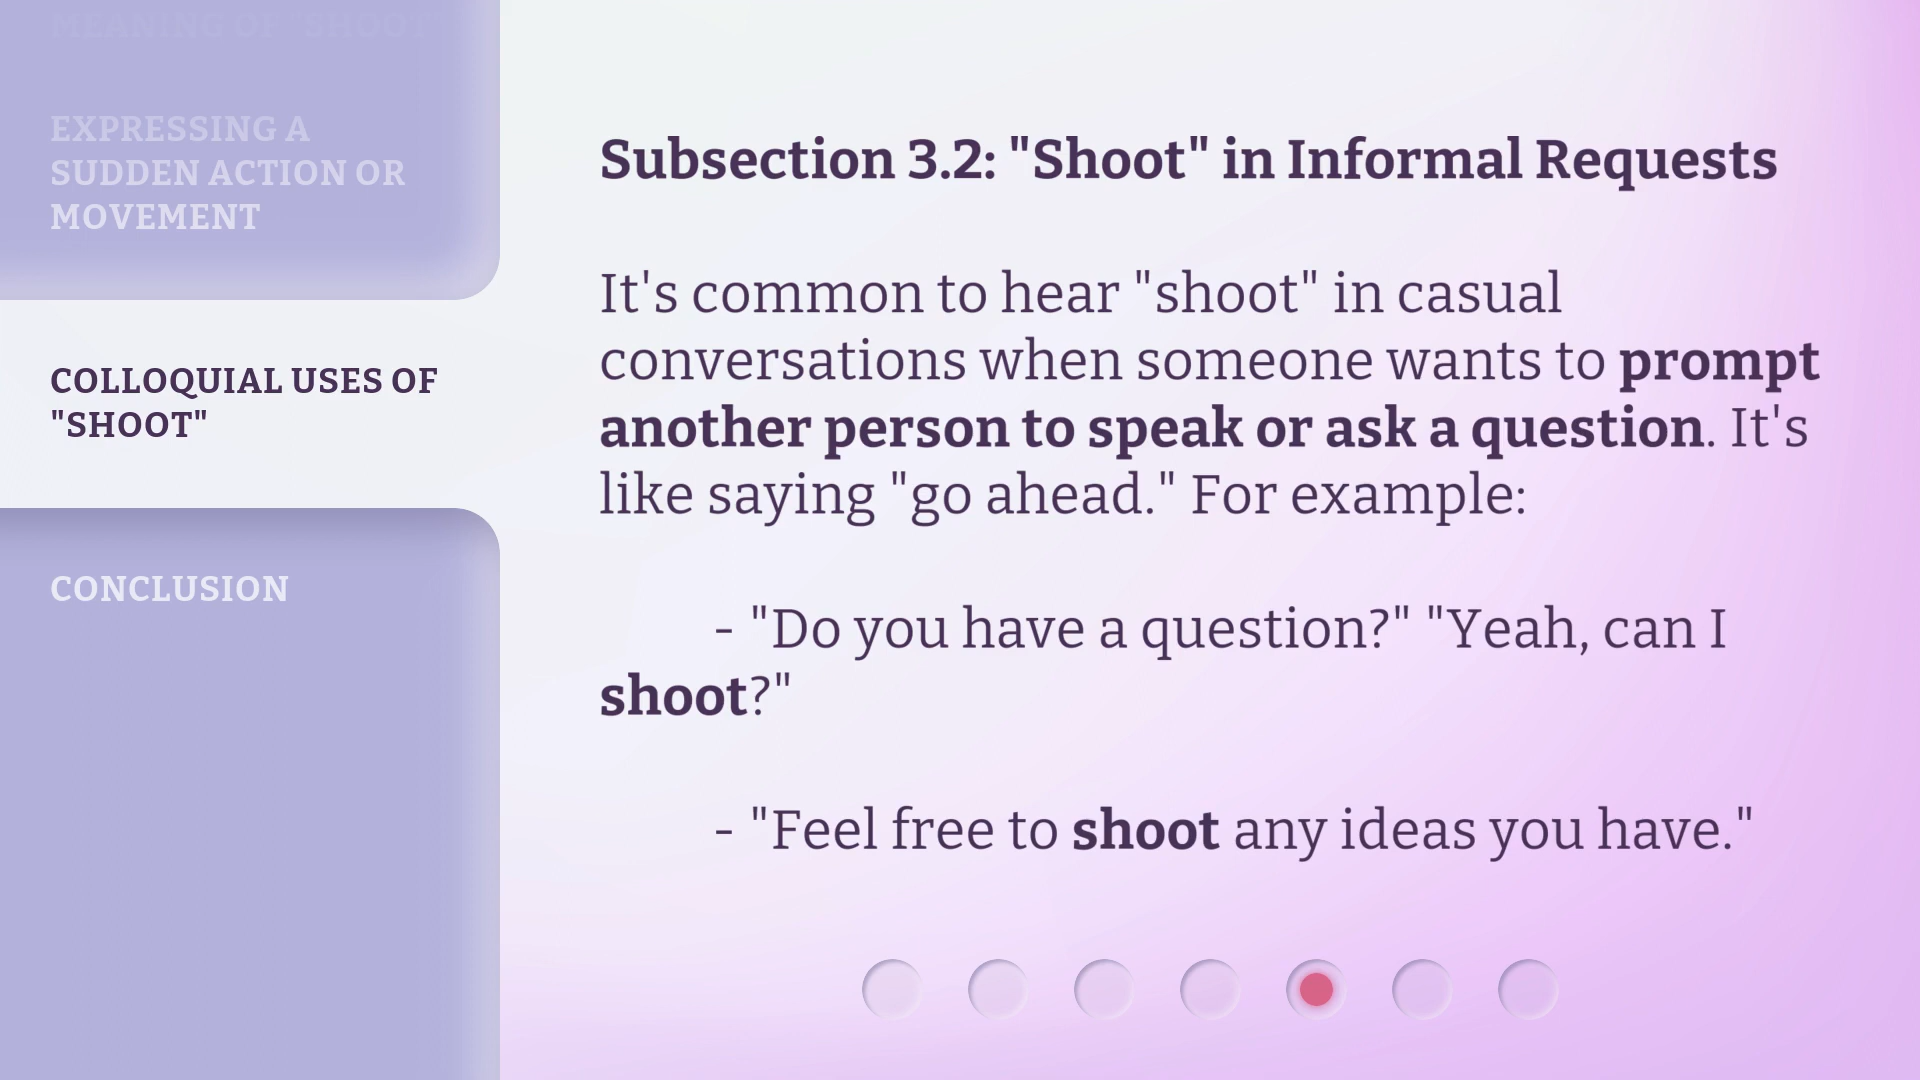 MEANING OF "SHOOT"
EXPRESSING A
SUDDEN ACTION OR
MOVEMENT
COLLOQUIAL USES OF
"SHOOT"
CONCLUSION
Subsection 3.2: "Shoot" in Informal Requests
It's common to hear "shoot" in casual
conversations when someone wants to prompt
another person to speak or ask a question. It's
like saying "go ahead." For example:
- "Do you have a question?" "Yeah, can I
shoot?"
- "Feel free to shoot any ideas you have."